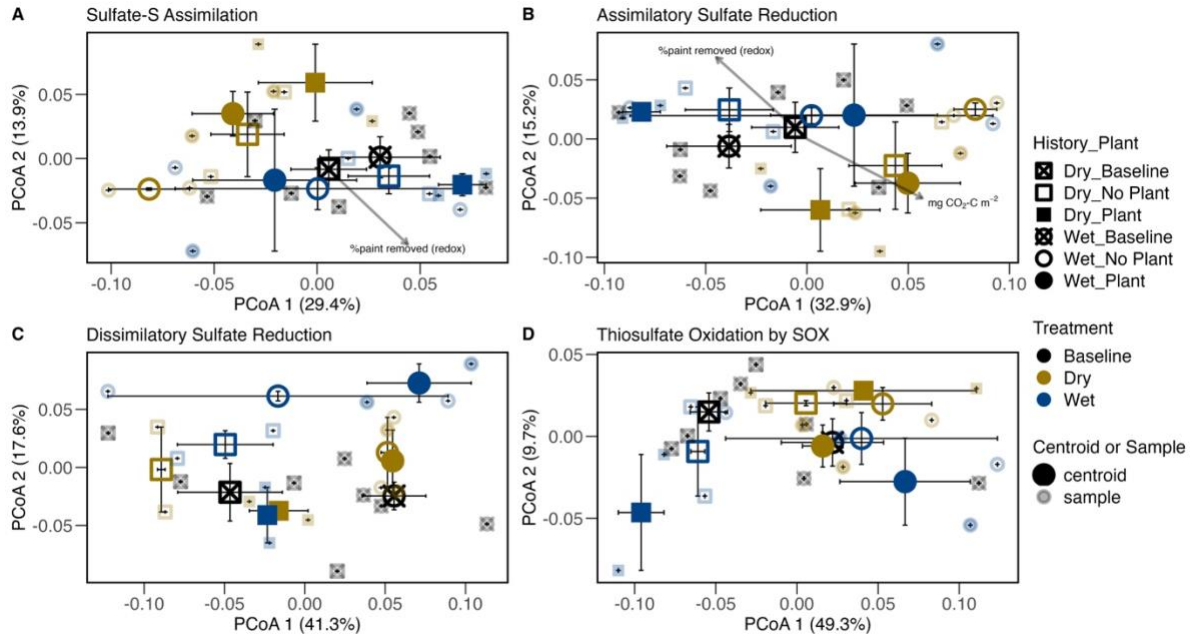 A Sulfate-S Assimilation
PCoA 2 (13.9%)
0.05
0.00
-0.05
%paint removed (redox)
-0.10 -0.05 0.00 0.05
PCoA 1 (29.4%)
B Assimilatory Sulfate Reduction
PCoA 2 (15.2%)
0.05
0.00
-0.05
-0.10
%paint removed (redox)
mg CO₂-C m⁻²
-0.10 -0.05 0.00 0.05 0.10
PCoA 1 (32.9%)
C Dissimilatory Sulfate Reduction
PCoA 2 (17.6%)
0.05
0.00
-0.05
-0.10 -0.05 0.00 0.05 0.10
PCoA 1 (41.3%)
D Thiosulfate Oxidation by SOX
PCoA 2 (9.7%)
0.05
0.00
-0.05
-0.10 -0.05 0.00 0.05 0.10
PCoA 1 (49.3%)
History_Plant
Dry_Baseline
Dry_No Plant
Dry_Plant
Wet_Baseline
Wet_No Plant
Wet_Plant
Treatment
Baseline
Dry
Wet
Centroid or Sample
centroid
sample